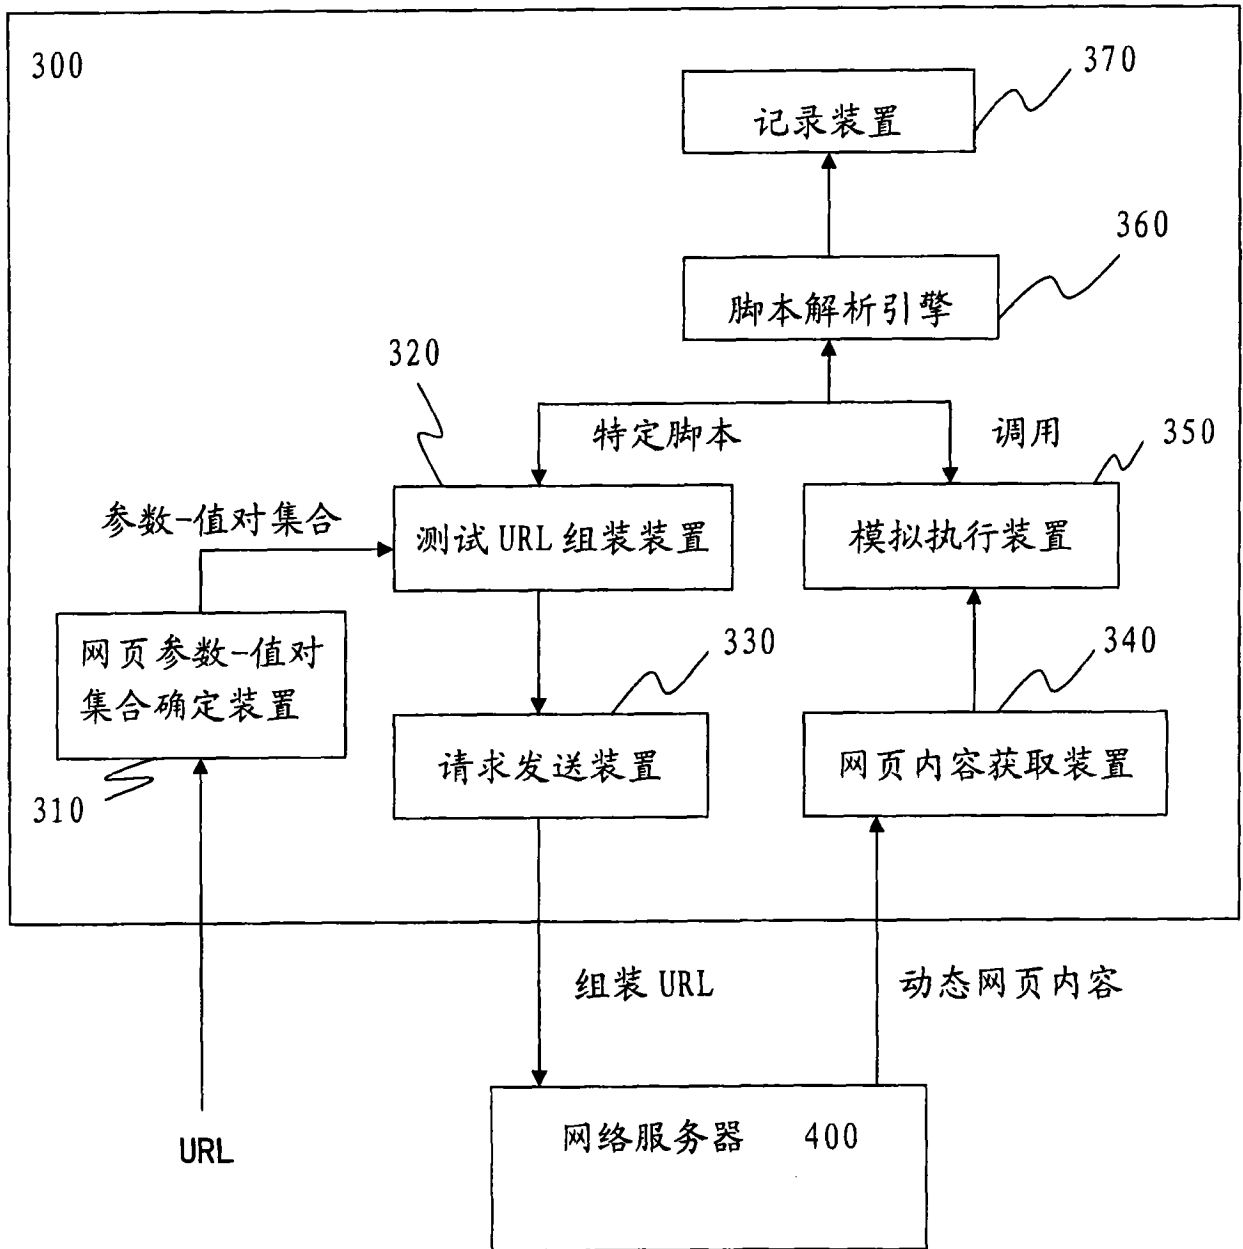 300
370
记录装置
360
脚本解析引擎
320
特定脚本
调用
350
参数-值对集合
测试URL组装装置
模拟执行装置
网页参数-值对
集合确定装置
330
340
请求发送装置
网页内容获取装置
310
组装URL
动态网页内容
网络服务器 400
URL